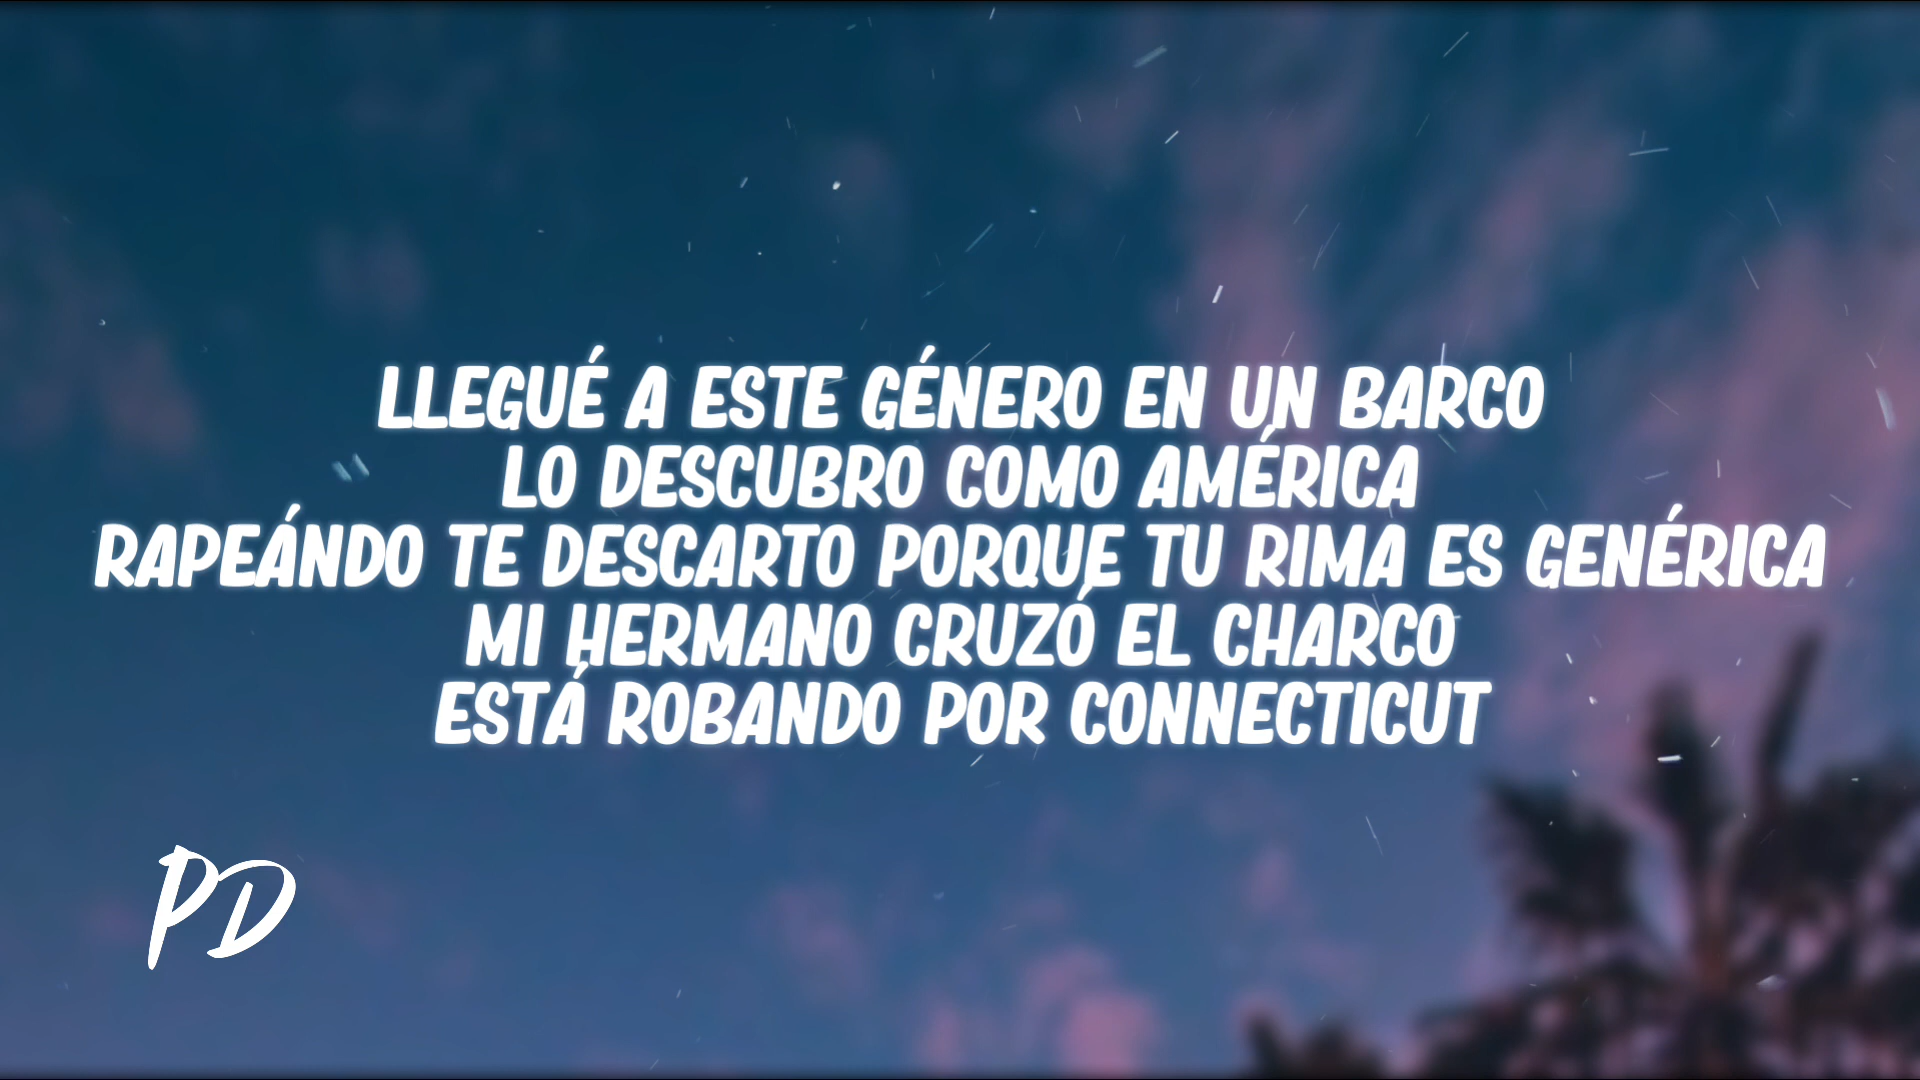 LLEGUÉ A ESTE GÉNERO EN UN BARCO
LO DESCUBRO COMO AMÉRICA
RAPEÁNDO TE DESCARTO PORQUE TU RIMA ES GENÉRICA
MI HERMANO CRUZÓ EL CHARCO
ESTÁ ROBANDO POR CONNECTICUT
PD